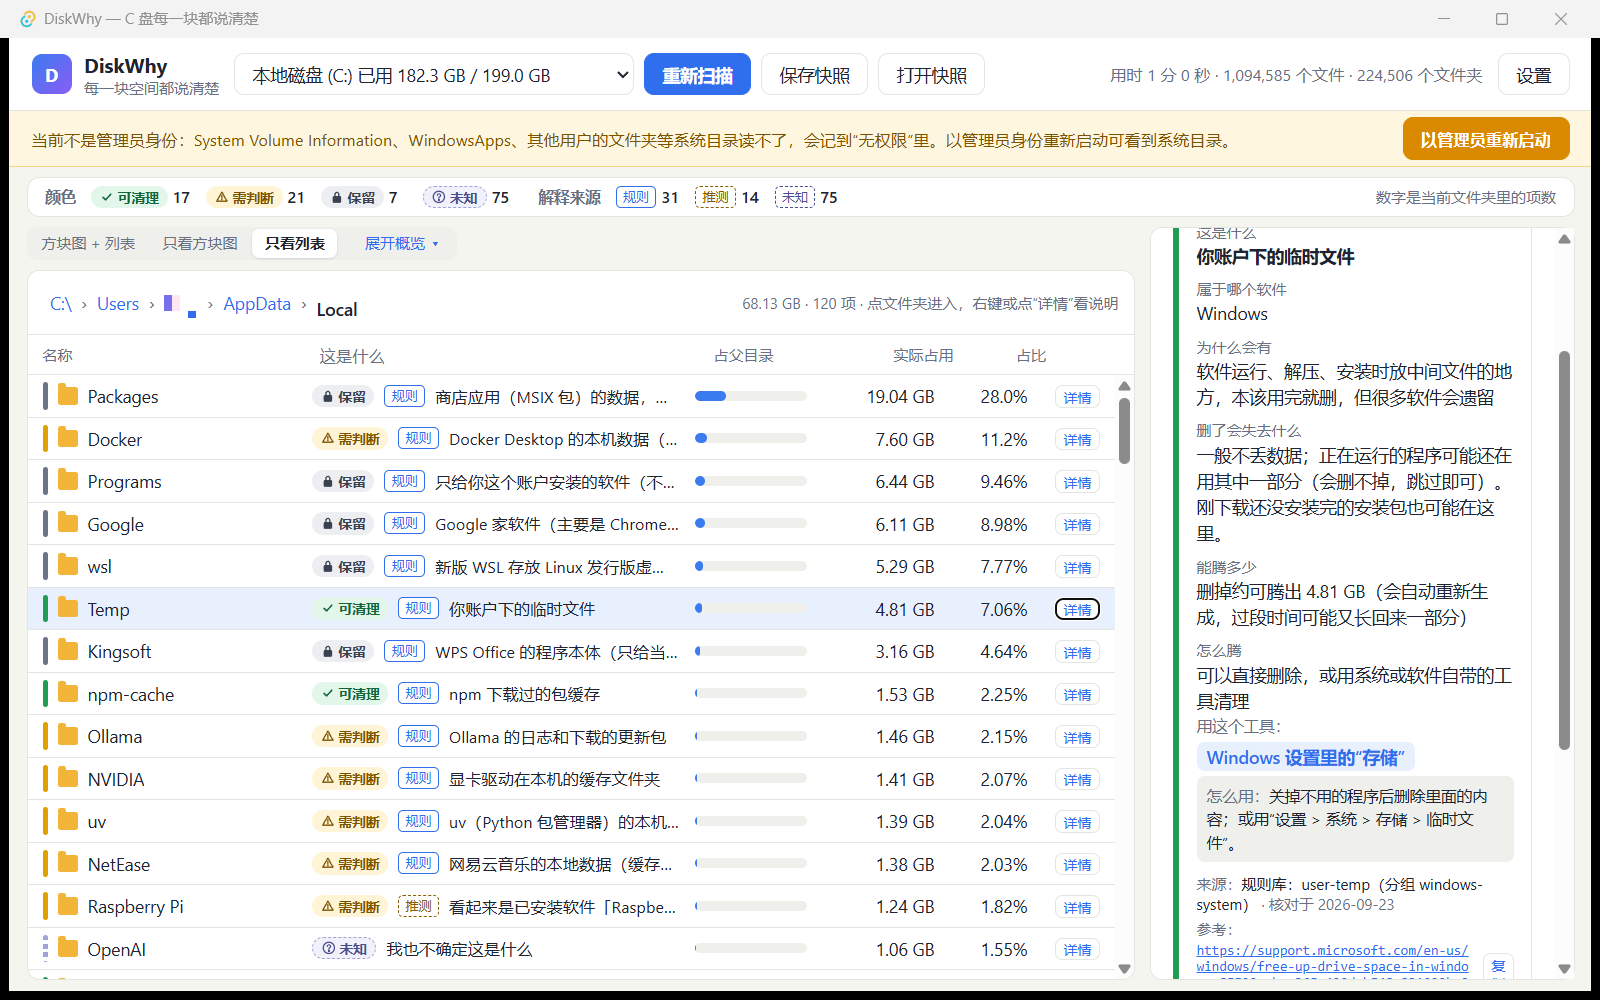 DiskWhy — C 盘每一块都说清楚
D
DiskWhy
每一块空间都说清楚
本地磁盘 (C:) 已用 182.3 GB / 199.0 GB
重新扫描
保存快照
打开快照
用时 1 分 0 秒 · 1,094,585 个文件 · 224,506 个文件夹
设置
当前不是管理员身份：System Volume Information、WindowsApps、其他用户的文件夹等系统目录读不了，会记到“无权限”里。以管理员身份重新启动可看到系统目录。
以管理员重新启动
颜色 可清理 17 需判断 21 保留 7 未知 75 解释来源 规则 31 推测 14 未知 75
数字是当前文件夹里的项数
方块图 + 列表 只看方块图 只看列表 展开概览
C:\ › Users › › AppData › Local
68.13 GB · 120 项 · 点文件夹进入，右键或点“详情”看说明
名称 这是什么 占父目录 实际占用 占比
Packages 保留 规则 商店应用（MSIX 包）的数据，... 19.04 GB 28.0% 详情
Docker 需判断 规则 Docker Desktop 的本机数据（... 7.60 GB 11.2% 详情
Programs 保留 规则 只给你这个账户安装的软件（不... 6.44 GB 9.46% 详情
Google 保留 规则 Google 家软件（主要是 Chrome... 6.11 GB 8.98% 详情
wsl 保留 规则 新版 WSL 存放 Linux 发行版虚... 5.29 GB 7.77% 详情
Temp 可清理 规则 你账户下的临时文件 4.81 GB 7.06% 详情
Kingsoft 保留 规则 WPS Office 的程序本体（只给当... 3.16 GB 4.64% 详情
npm-cache 可清理 规则 npm 下载过的包缓存 1.53 GB 2.25% 详情
Ollama 需判断 规则 Ollama 的日志和下载的更新包 1.46 GB 2.15% 详情
NVIDIA 需判断 规则 显卡驱动在本机的缓存文件夹 1.41 GB 2.07% 详情
uv 需判断 规则 uv（Python 包管理器）的本机... 1.39 GB 2.04% 详情
NetEase 需判断 规则 网易云音乐的本地数据（缓存... 1.38 GB 2.03% 详情
Raspberry Pi 需判断 推测 看起来是已安装软件「Raspbe... 1.24 GB 1.82% 详情
OpenAI 未知 我也不确定这是什么 1.06 GB 1.55% 详情
这是什么
你账户下的临时文件
属于哪个软件
Windows
为什么会有
软件运行、解压、安装时放中间文件的地
方，本该用完就删，但很多软件会遗留
删了会失去什么
一般不丢数据；正在运行的程序可能还在
用其中一部分（会删不掉，跳过即可）。
刚下载还没安装完的安装包也可能在这
里。
能腾多少
删掉约可腾出 4.81 GB（会自动重新生
成，过段时间可能又长回来一部分）
怎么腾
可以直接删除，或用系统或软件自带的工
具清理
用这个工具：
Windows 设置里的“存储”
怎么用：关掉不用的程序后删除里面的内
容；或用“设置 > 系统 > 存储 > 临时文
件”。
来源：规则库：user-temp（分组 windows-
system） · 核对于 2026-09-23
参考：
https://support.microsoft.com/en-us/
windows/free-up-drive-space-in-windo
复